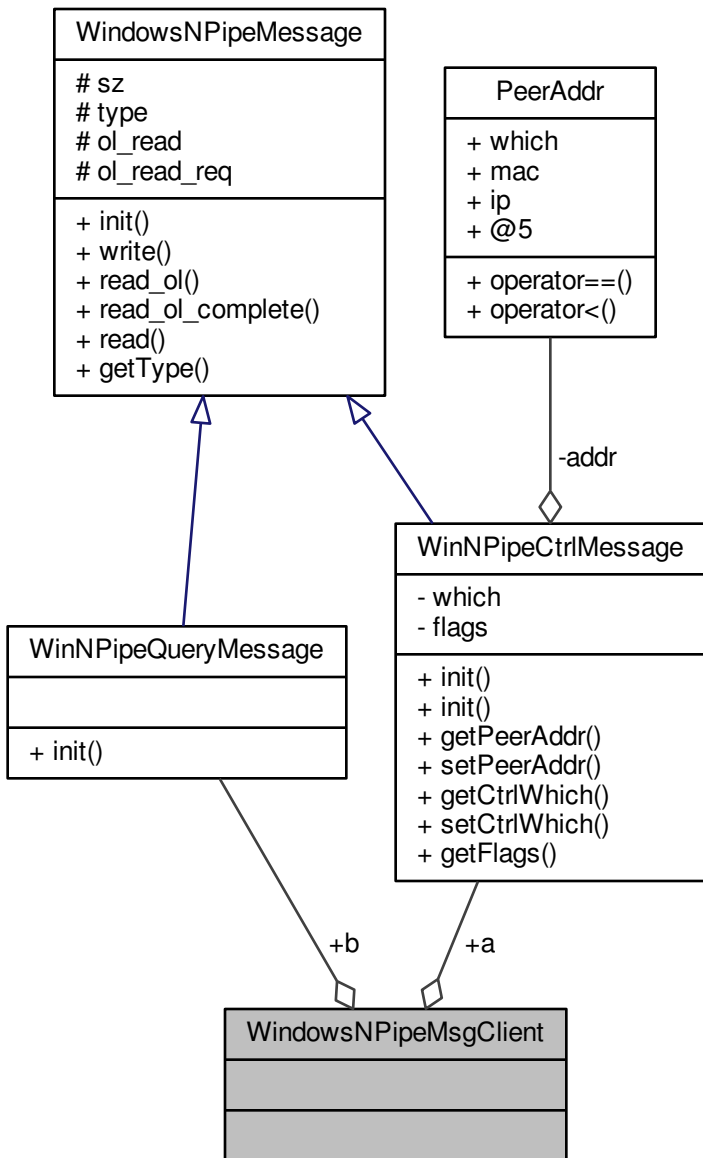 WindowsNPipeMessage
# sz
# type
# ol_read
# ol_read_req
+ init()
+ write()
+ read_ol()
+ read_ol_complete()
+ read()
+ getType()
PeerAddr
+ which
+ mac
+ ip
+ @5
+ operator==()
+ operator<()
-addr
WinNPipeCtrlMessage
- which
- flags
+ init()
+ init()
+ getPeerAddr()
+ setPeerAddr()
+ getCtrlWhich()
+ setCtrlWhich()
+ getFlags()
WinNPipeQueryMessage
+ init()
+b
+a
WindowsNPipeMsgClient